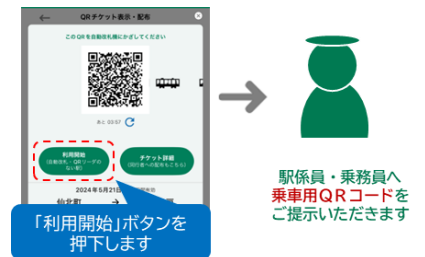 ←　QRチケット表示・配布
このQRを自動改札機にかざしてください
あと 03:57
利用開始
(自動改札・QRリーダの
ない駅)
チケット詳細
(同行者への配布もこちら)
2024年5月21日
仙北町 →
「利用開始」ボタンを
押下します
駅係員・乗務員へ
乗車用QRコードを
ご提示いただきます